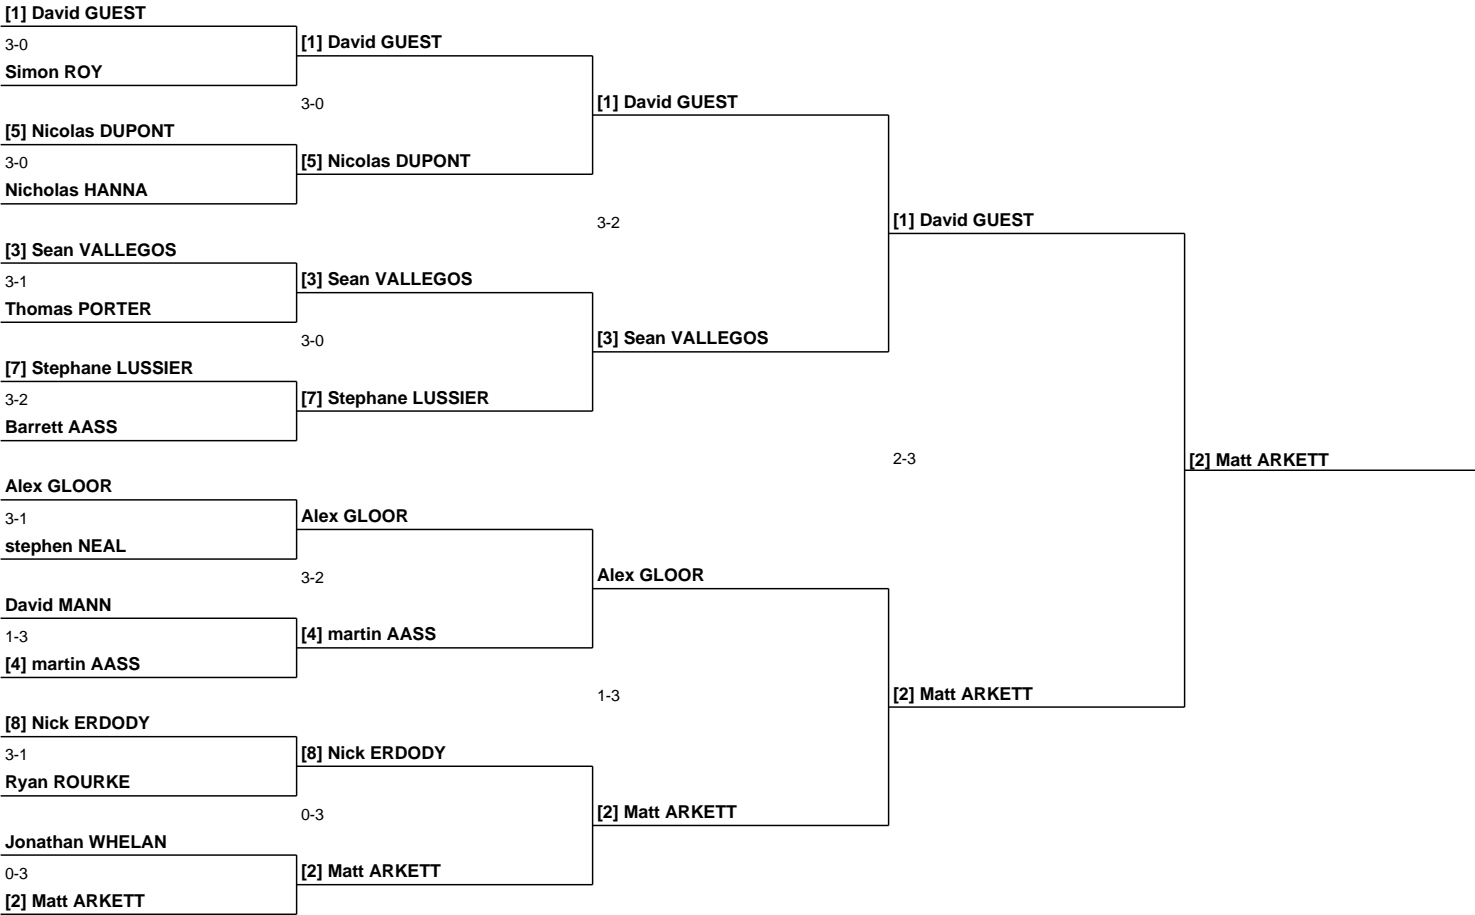 [1] David GUEST
3-0
Simon ROY
[5] Nicolas DUPONT
3-0
Nicholas HANNA
[3] Sean VALLEGOS
3-1
Thomas PORTER
[7] Stephane LUSSIER
3-2
Barrett AASS
Alex GLOOR
3-1
stephen NEAL
David MANN
1-3
[4] martin AASS
[8] Nick ERDODY
3-1
Ryan ROURKE
Jonathan WHELAN
0-3
[2] Matt ARKETT
[1] David GUEST
3-0
[5] Nicolas DUPONT
[3] Sean VALLEGOS
3-0
[7] Stephane LUSSIER
Alex GLOOR
3-2
[4] martin AASS
[8] Nick ERDODY
0-3
[2] Matt ARKETT
[1] David GUEST
3-2
[3] Sean VALLEGOS
Alex GLOOR
1-3
[2] Matt ARKETT
[1] David GUEST
2-3
[2] Matt ARKETT
[2] Matt ARKETT